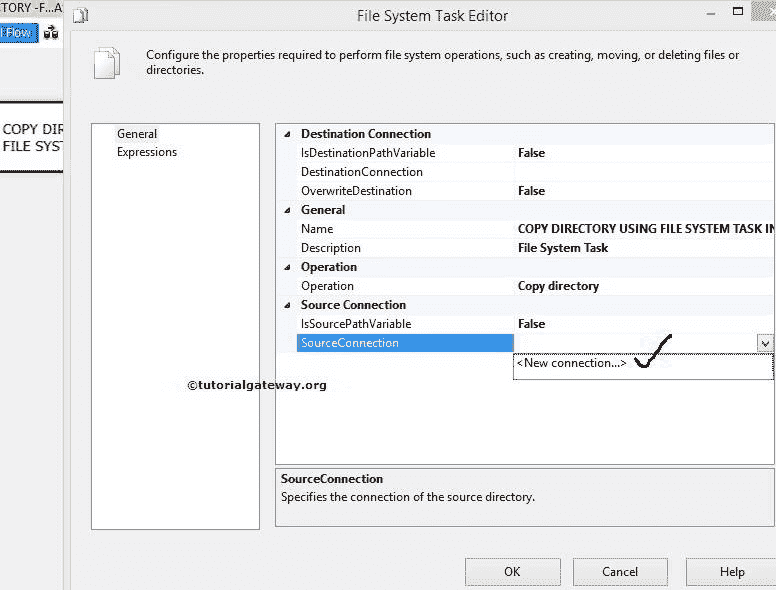 TORY -F...A
File System Task Editor
l Flow
Configure the properties required to perform file system operations, such as creating, moving, or deleting files or
directories.
COPY DIR
FILE SYST
General
Expressions
Destination Connection
IsDestinationPathVariable False
DestinationConnection
OverwriteDestination False
General
Name COPY DIRECTORY USING FILE SYSTEM TASK IN
Description File System Task
Operation
Operation Copy directory
Source Connection
IsSourcePathVariable False
SourceConnection
<New connection...>
©tutorialgateway.org
SourceConnection
Specifies the connection of the source directory.
OK Cancel Help